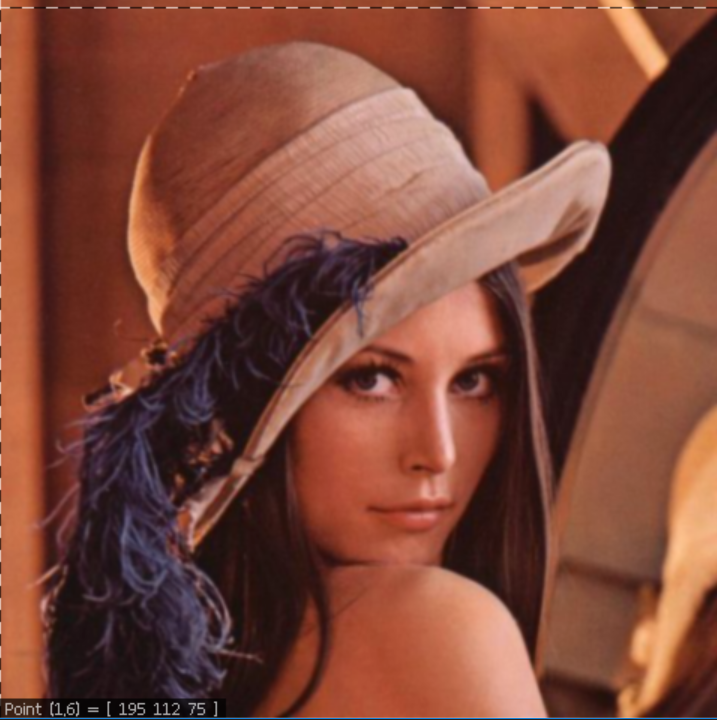 Point (1,6) = [ 195 112 75 ]